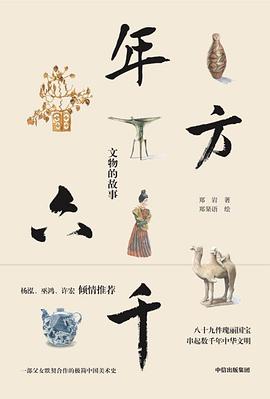 年方六千
文物的故事
郑 岩 著
郑琹语 绘
杨泓、巫鸿、许宏 倾情推荐
八十九件瑰丽国宝
串起数千年中华文明
一部父女联契合作的极简中国美术史
中信出版集团